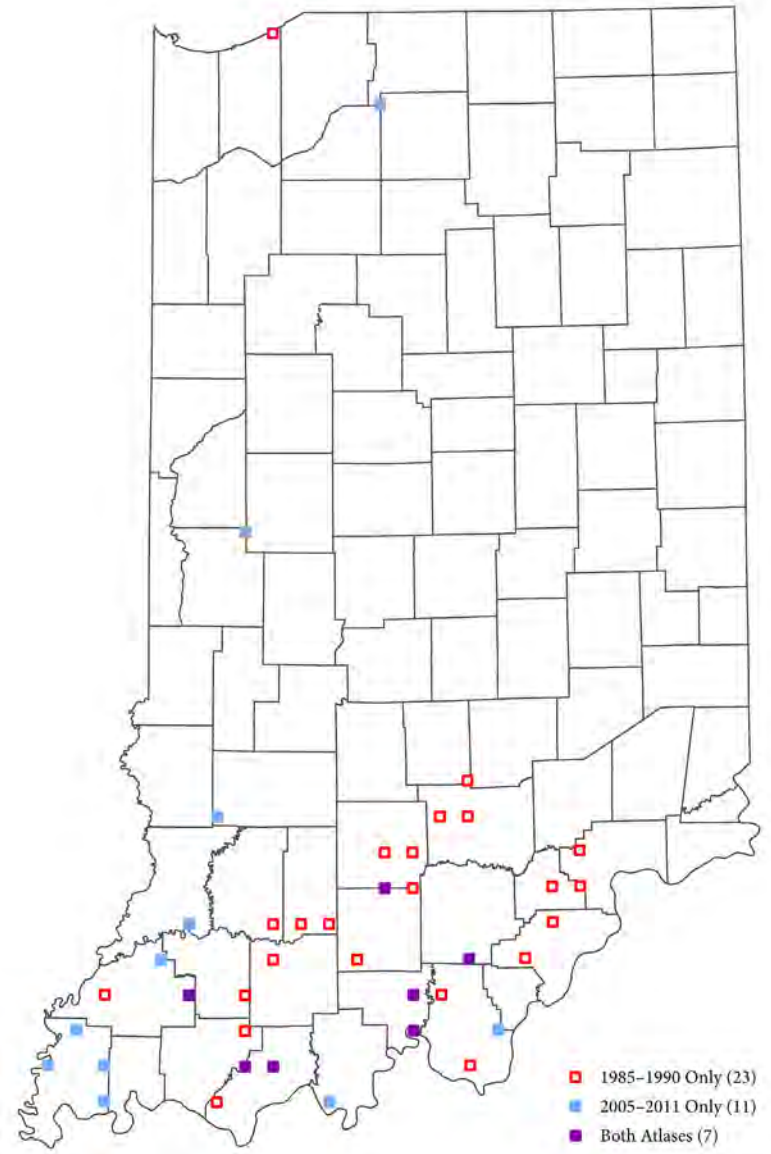 1985–1990 Only (23)
2005–2011 Only (11)
Both Atlases (7)